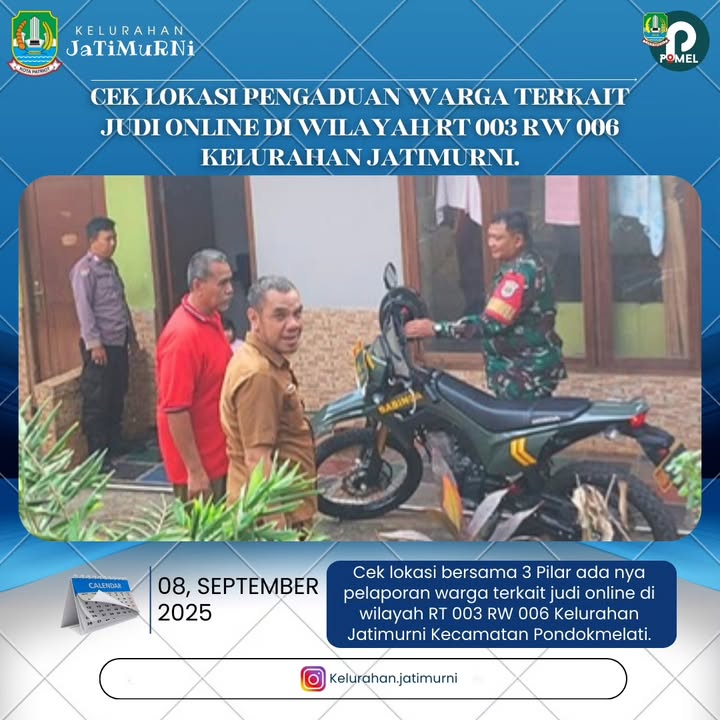 KELURAHAN
JaTiMuRNi
KOTA PATRIOT
POMEL
CEK LOKASI PENGADUAN WARGA TERKAIT
JUDI ONLINE DI WILAYAH RT 003 RW 006
KELURAHAN JATIMURNI.
BABINSA
CALENDAR
08, SEPTEMBER
2025
Cek lokasi bersama 3 Pilar ada nya
pelaporan warga terkait judi online di
wilayah RT 003 RW 006 Kelurahan
Jatimurni Kecamatan Pondokmelati.
Kelurahan.jatimurni